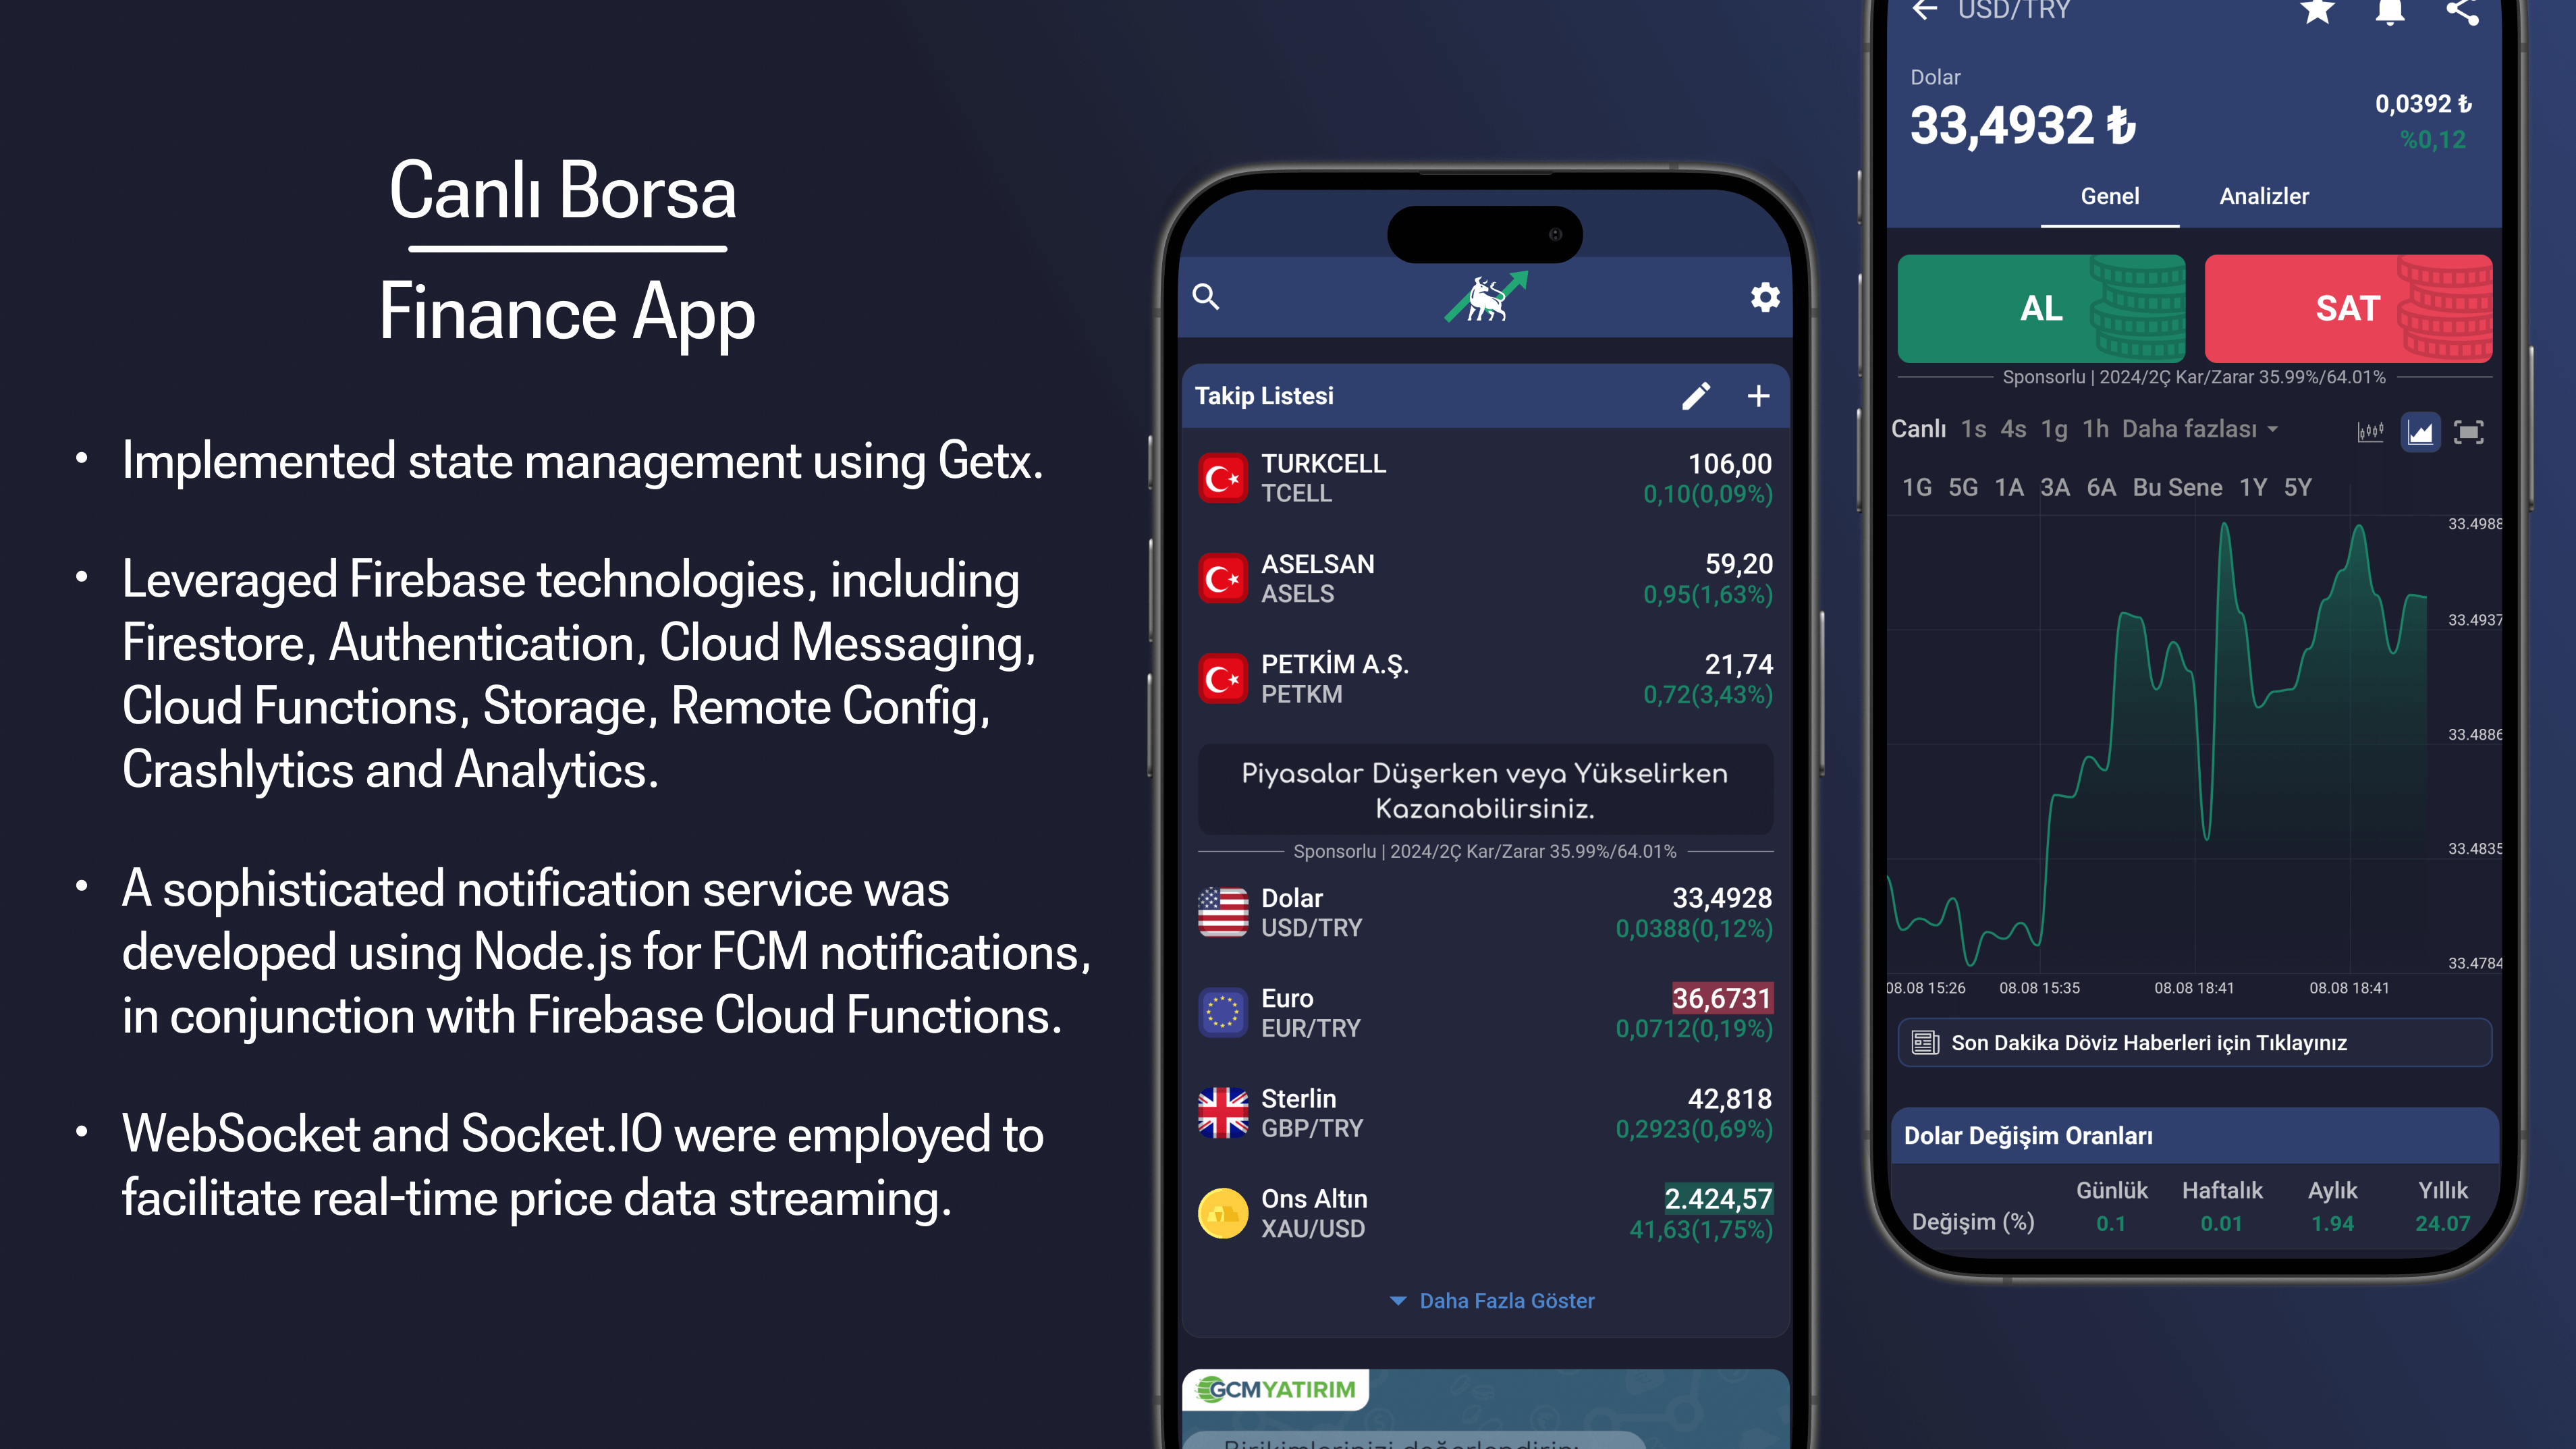 Canlı Borsa
Finance App
• Implemented state management using Getx.
• Leveraged Firebase technologies, including
Firestore, Authentication, Cloud Messaging,
Cloud Functions, Storage, Remote Config,
Crashlytics and Analytics.
• A sophisticated notification service was
developed using Node.js for FCM notifications,
in conjunction with Firebase Cloud Functions.
• WebSocket and Socket.IO were employed to
facilitate real-time price data streaming.
Takip Listesi
TURKCELL 106,00
TCELL 0,10(0,09%)
ASELSAN 59,20
ASELS 0,95(1,63%)
PETKİM A.Ş. 21,74
PETKM 0,72(3,43%)
Piyasalar Düşerken veya Yükselirken
Kazanabilirsiniz.
Sponsorlu | 2024/2Ç Kar/Zarar 35.99%/64.01%
Dolar 33,4928
USD/TRY 0,0388(0,12%)
Euro 36,6731
EUR/TRY 0,0712(0,19%)
Sterlin 42,818
GBP/TRY 0,2923(0,69%)
Ons Altın 2.424,57
XAU/USD 41,63(1,75%)
Daha Fazla Göster
GCMYATIRIM
Birikimlerinizi değerlendirin;
USD/TRY
Dolar
33,4932 ₺ 0,0392 ₺
%0,12
Genel Analizler
AL SAT
Sponsorlu | 2024/2Ç Kar/Zarar 35.99%/64.01%
Canlı 1s 4s 1g 1h Daha fazlası
1G 5G 1A 3A 6A Bu Sene 1Y 5Y
33.4988
33.4937
33.4886
33.4835
33.4784
08.08 15:26 08.08 15:35 08.08 18:41 08.08 18:41
Son Dakika Döviz Haberleri için Tıklayınız
Dolar Değişim Oranları
Günlük Haftalık Aylık Yıllık
Değişim (%) 0.1 0.01 1.94 24.07